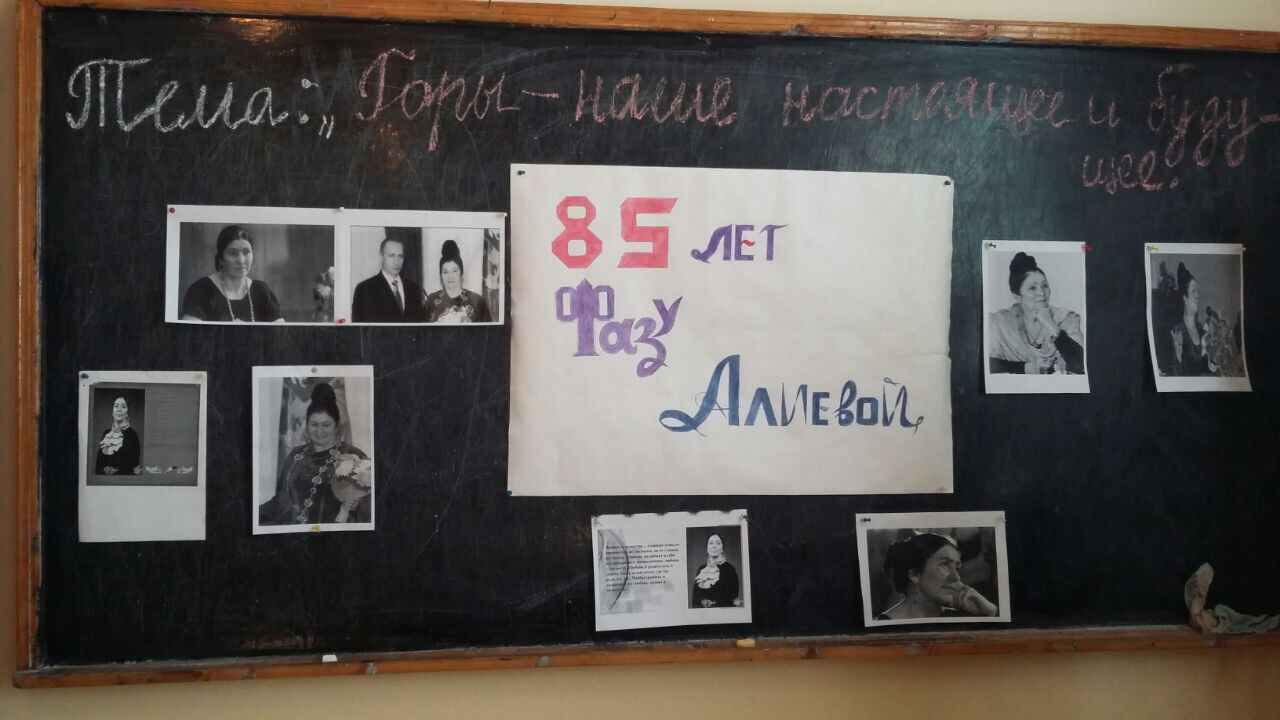 Тема: „ Горы – наше настоящее и буду-
щее.
85 лет
Фазу
Алиевой